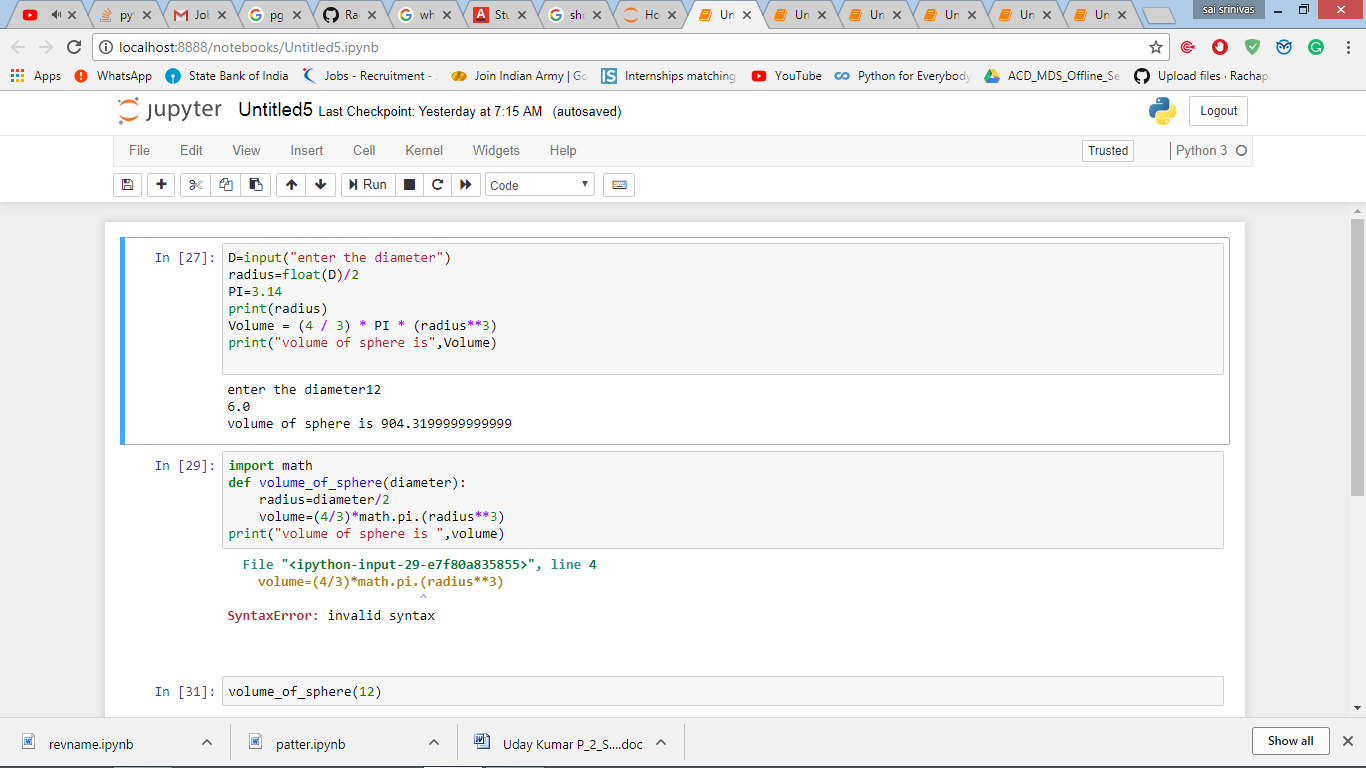 pyt
Jol
pg
Ra
wh
Stu
sho
Ho
Un
Un
Un
Un
Un
Un
sai srinivas
localhost:8888/notebooks/Untitled5.ipynb
Apps
WhatsApp
State Bank of India
Jobs - Recruitment -
Join Indian Army | Go
Internships matching
YouTube
Python for Everybody
ACD_MDS_Offline_Se
Upload files · Rachap
jupyter Untitled5 Last Checkpoint: Yesterday at 7:15 AM (autosaved)
Logout
File Edit View Insert Cell Kernel Widgets Help
Trusted
Python 3
Run
Code
In [27]:
D=input("enter the diameter")
radius=float(D)/2
PI=3.14
print(radius)
Volume = (4 / 3) * PI * (radius**3)
print("volume of sphere is",Volume)
enter the diameter12
6.0
volume of sphere is 904.3199999999999
In [29]:
import math
def volume_of_sphere(diameter):
    radius=diameter/2
    volume=(4/3)*math.pi.(radius**3)
print("volume of sphere is ",volume)
  File "<ipython-input-29-e7f80a835855>", line 4
    volume=(4/3)*math.pi.(radius**3)
                         ^
SyntaxError: invalid syntax
In [31]:
volume_of_sphere(12)
revname.ipynb
patter.ipynb
Uday Kumar P_2_S....doc
Show all